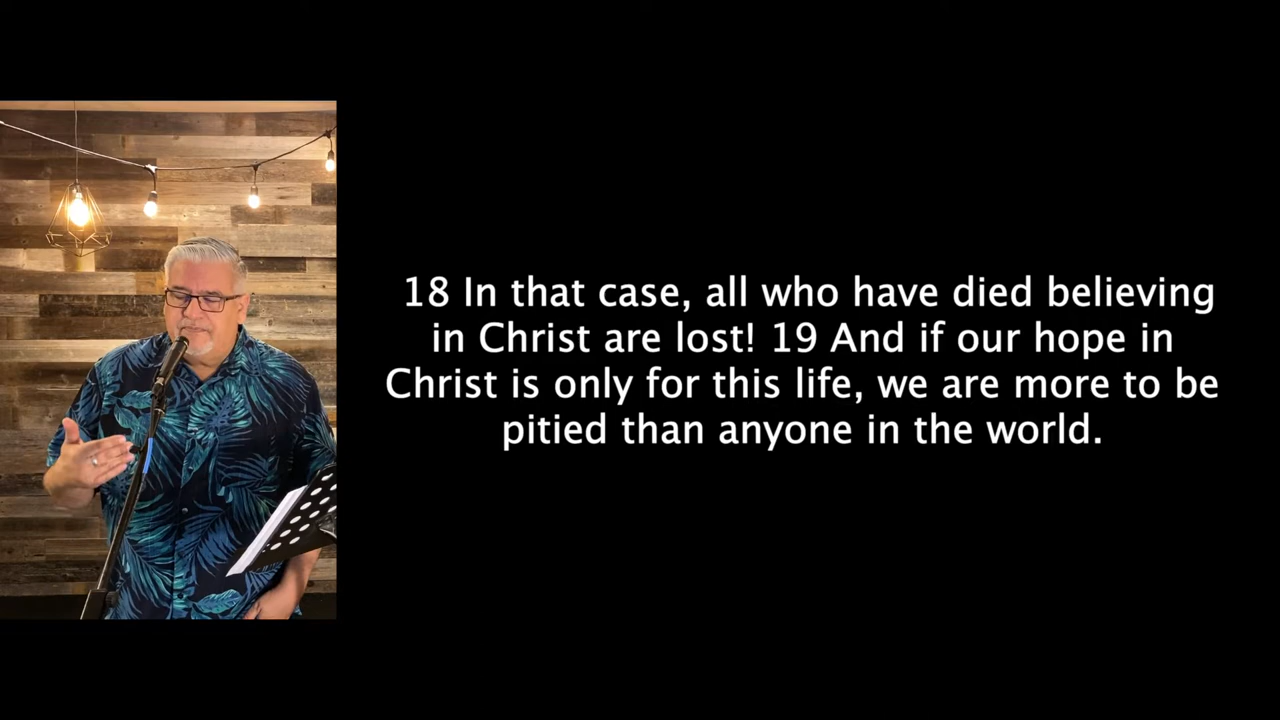 18 In that case, all who have died believing
in Christ are lost! 19 And if our hope in
Christ is only for this life, we are more to be
pitied than anyone in the world.